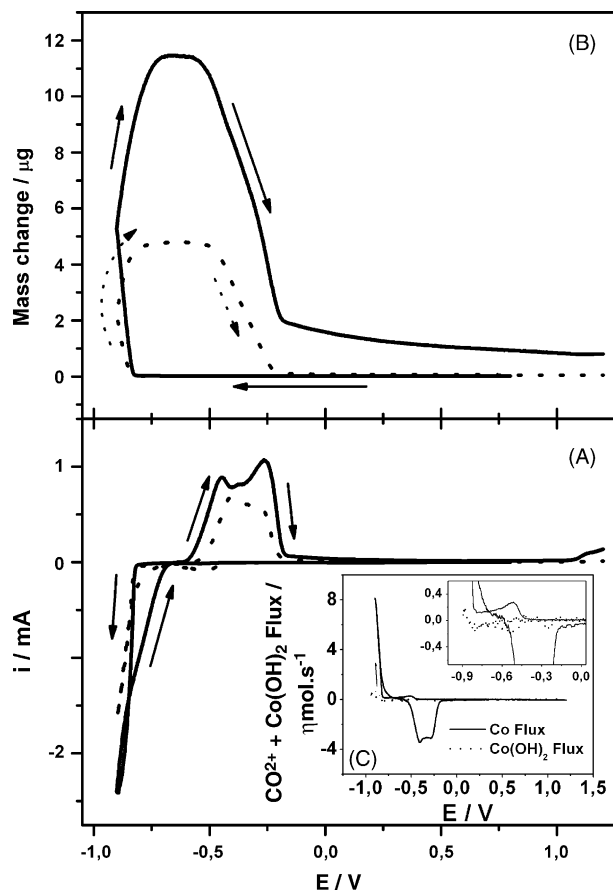 (B)
12
10
8
6
4
2
0
Mass change / μg
(A)
1
0
-2
i / mA
-1,0
-0,5
0,0
0,5
1,0
E / V
CO²⁺ + Co(OH)₂ Flux /
ηmol.s⁻¹
8
4
0
-4
-1,0
-0,5
0,0
0,5
1,0
1,5
E / V
(C)
Co Flux
Co(OH)₂ Flux
0,4
0,0
-0,4
-0,9
-0,6
-0,3
0,0